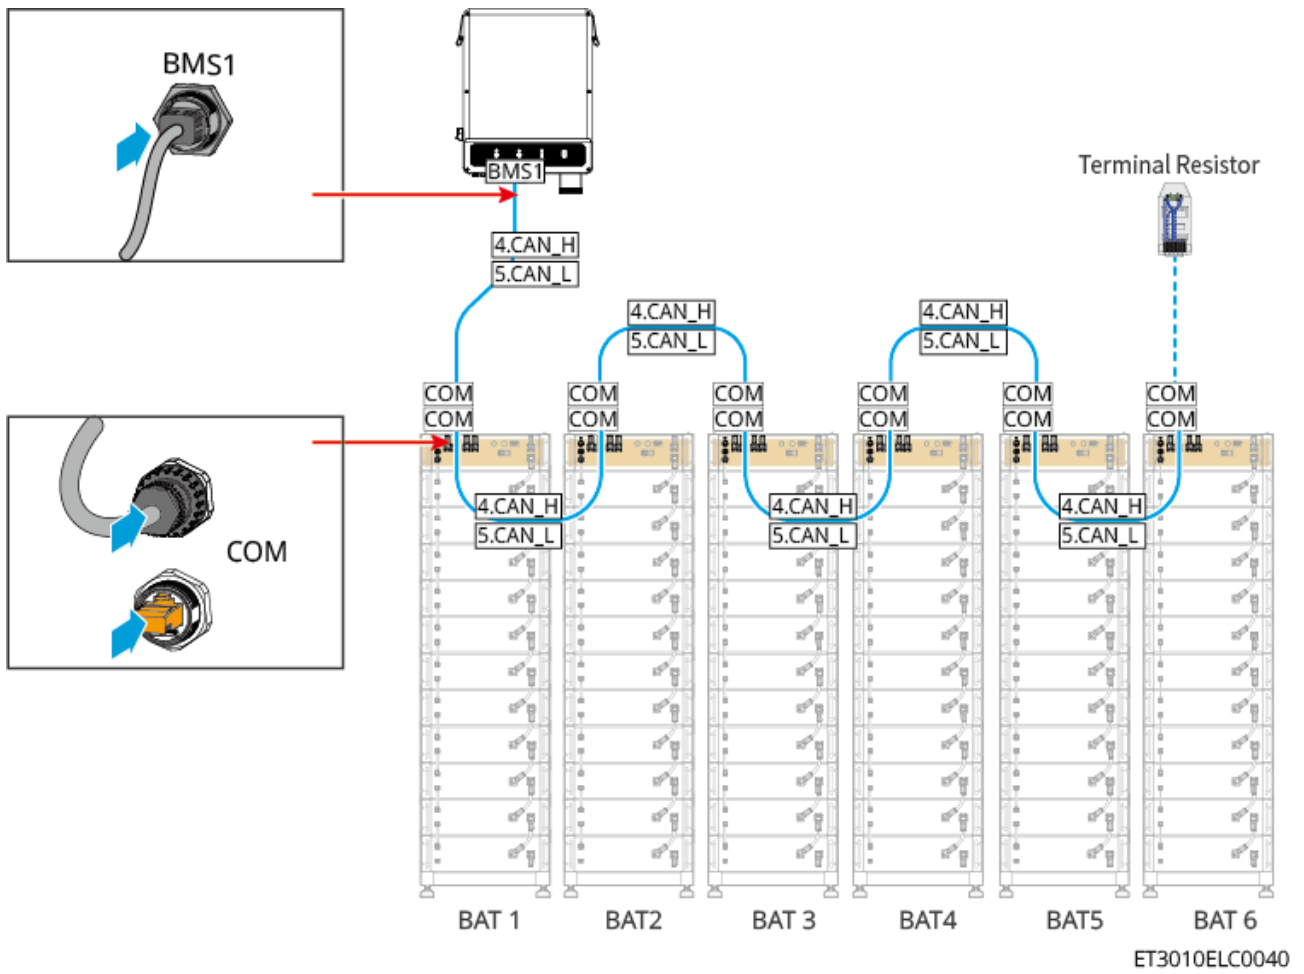 BMS1
BMS1
Terminal Resistor
4.CAN_H
5.CAN_L
4.CAN_H
5.CAN_L
4.CAN_H
5.CAN_L
COM
COM
COM
COM
COM
COM
COM
COM
COM
COM
COM
COM
4.CAN_H
5.CAN_L
4.CAN_H
5.CAN_L
4.CAN_H
5.CAN_L
COM
BAT 1
BAT2
BAT 3
BAT4
BAT5
BAT 6
ET3010ELC0040